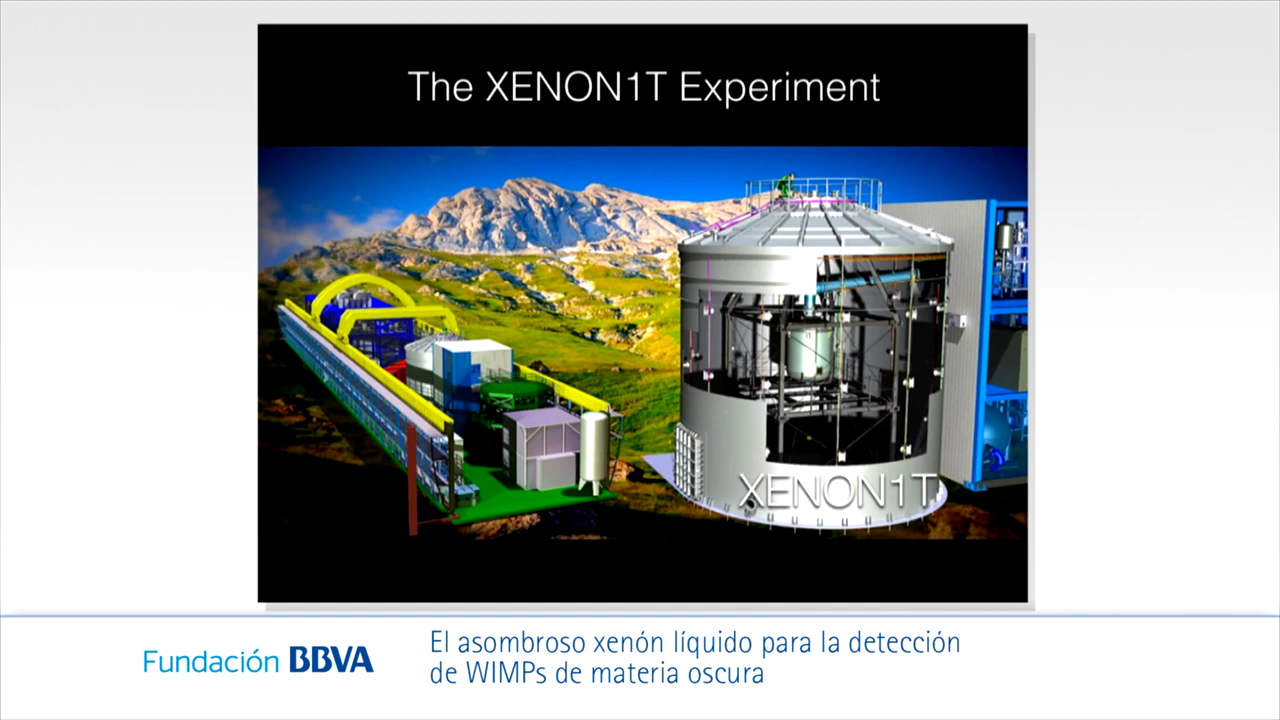 The XENON1T Experiment
XENON1T
Fundación BBVA
El asombroso xenón líquido para la detección
de WIMPs de materia oscura